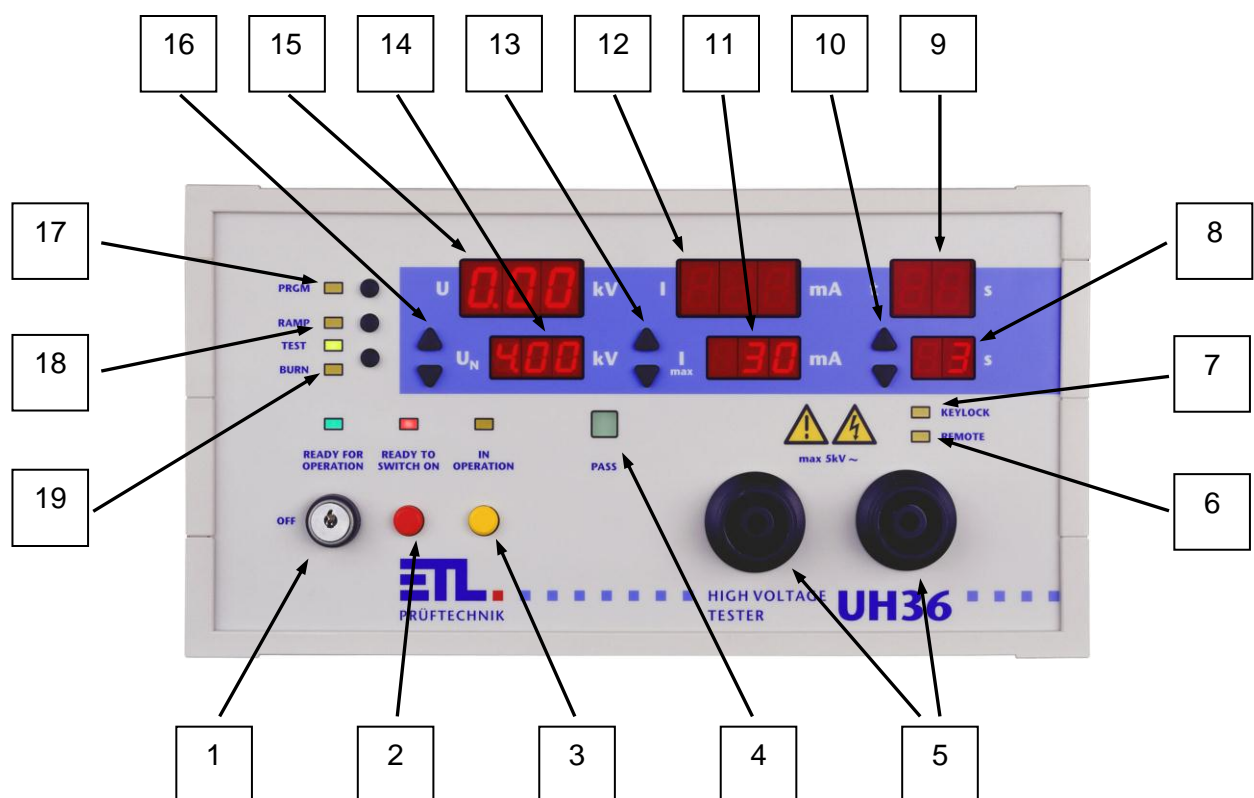 16 15 14 13 12 11 10 9
17
18
19
8
7
6
PRGM
RAMP
TEST
BURN
U 0.00 kV I mA s
U_N 4.00 kV I max 30 mA 3 s
KEYLOCK
REMOTE
READY FOR
OPERATION
READY TO
SWITCH ON
IN
OPERATION
PASS
max 5kV ~
OFF
ETL.
PRÜFTECHNIK
HIGH VOLTAGE
TESTER
UH36
1 2 3 4 5